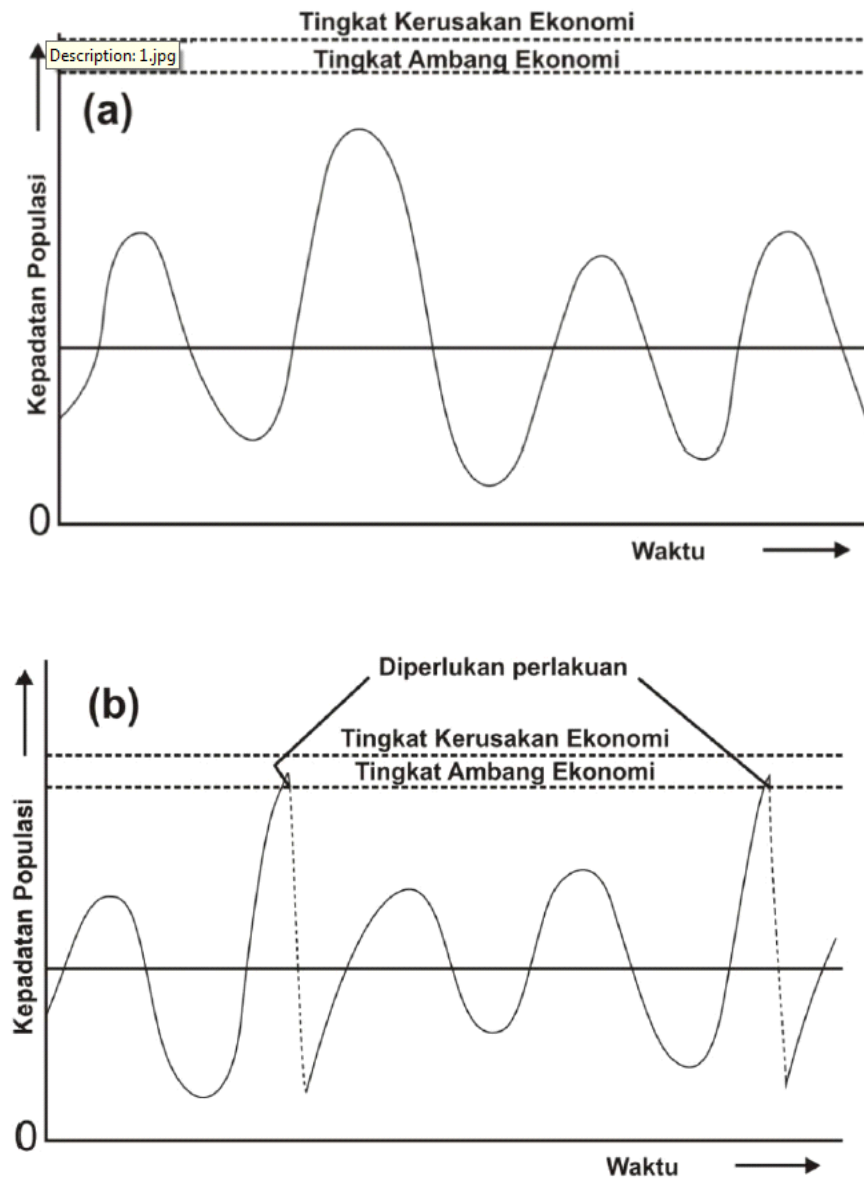 Tingkat Kerusakan Ekonomi
Description: 1.jpg
Tingkat Ambang Ekonomi
(a)
Kepadatan Populasi
0
Waktu
Diperlukan perlakuan
(b)
Tingkat Kerusakan Ekonomi
Tingkat Ambang Ekonomi
Kepadatan Populasi
0
Waktu